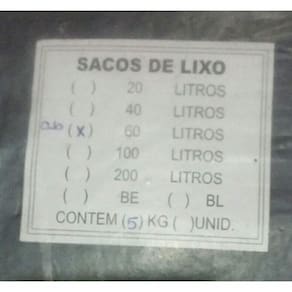 SACOS DE LIXO
( ) 20 LITROS
( ) 40 LITROS
(X) 60 LITROS
( ) 100 LITROS
( ) 200 LITROS
( ) BE ( ) BL
CONTEM (5) KG ( )UNID.